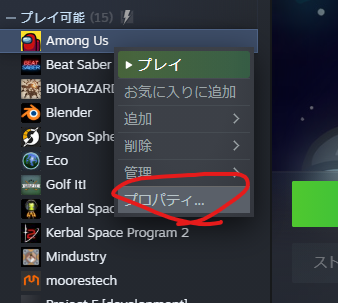 プレイ可能 (15)
Among Us
Beat Saber
BIOHAZARD
Blender
Dyson Sphe
Eco
Golf It!
Kerbal Space
Kerbal Space Program 2
Mindustry
moorestech
▶ プレイ
お気に入りに追加
追加
削除
管理
プロパティ...
スト